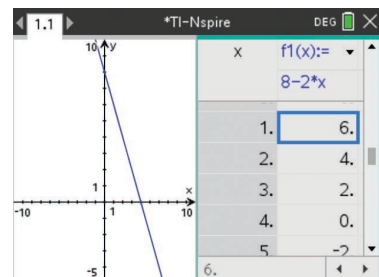 1.1 *TI-Nspire DEG
10 y
1
x
-10 1 10
-5
x f1(x):=
8-2*x
1. 6.
2. 4.
3. 2.
4. 0.
5. -2.
6.